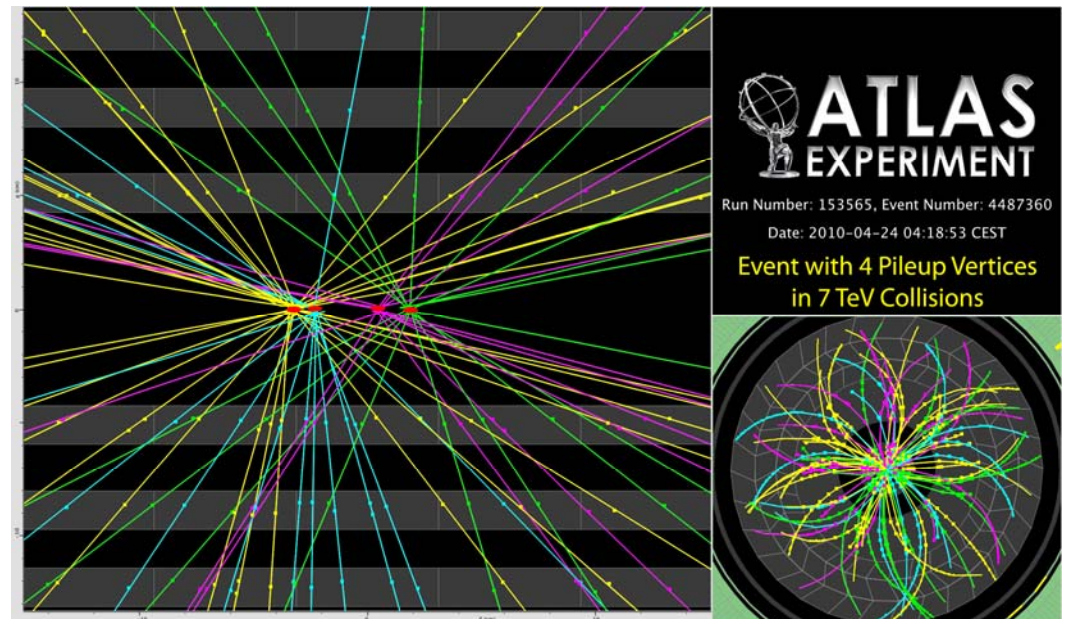 ATLAS
EXPERIMENT
Run Number: 153565, Event Number: 4487360
Date: 2010-04-24 04:18:53 CEST
Event with 4 Pileup Vertices
in 7 TeV Collisions